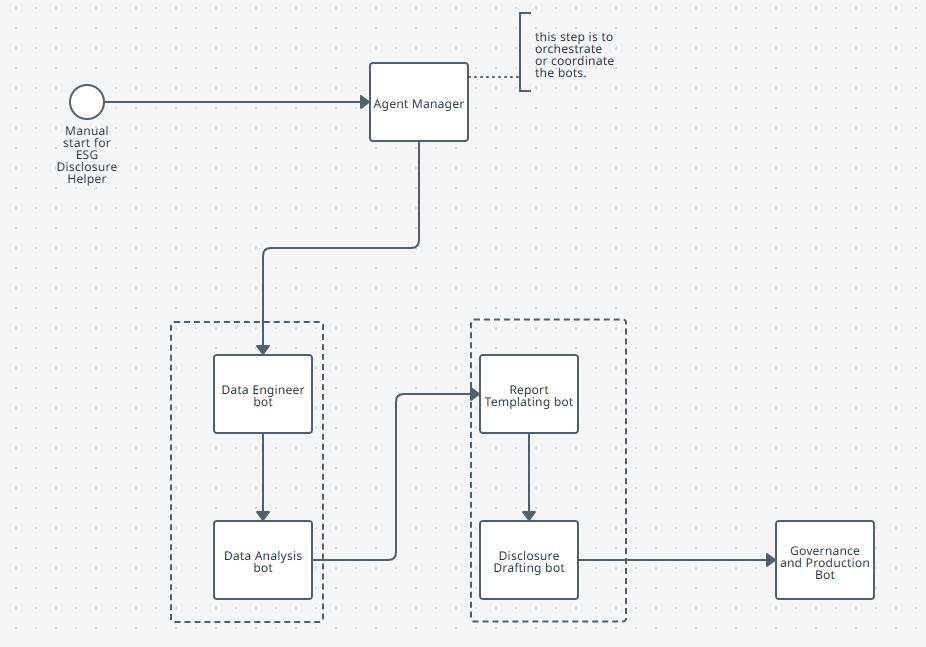 this step is to
orchestrate
or coordinate
the bots.
Agent Manager
Manual
start for
ESG
Disclosure
Helper
Data Engineer
bot
Report
Templating bot
Data Analysis
bot
Disclosure
Drafting bot
Governance
and Production
Bot